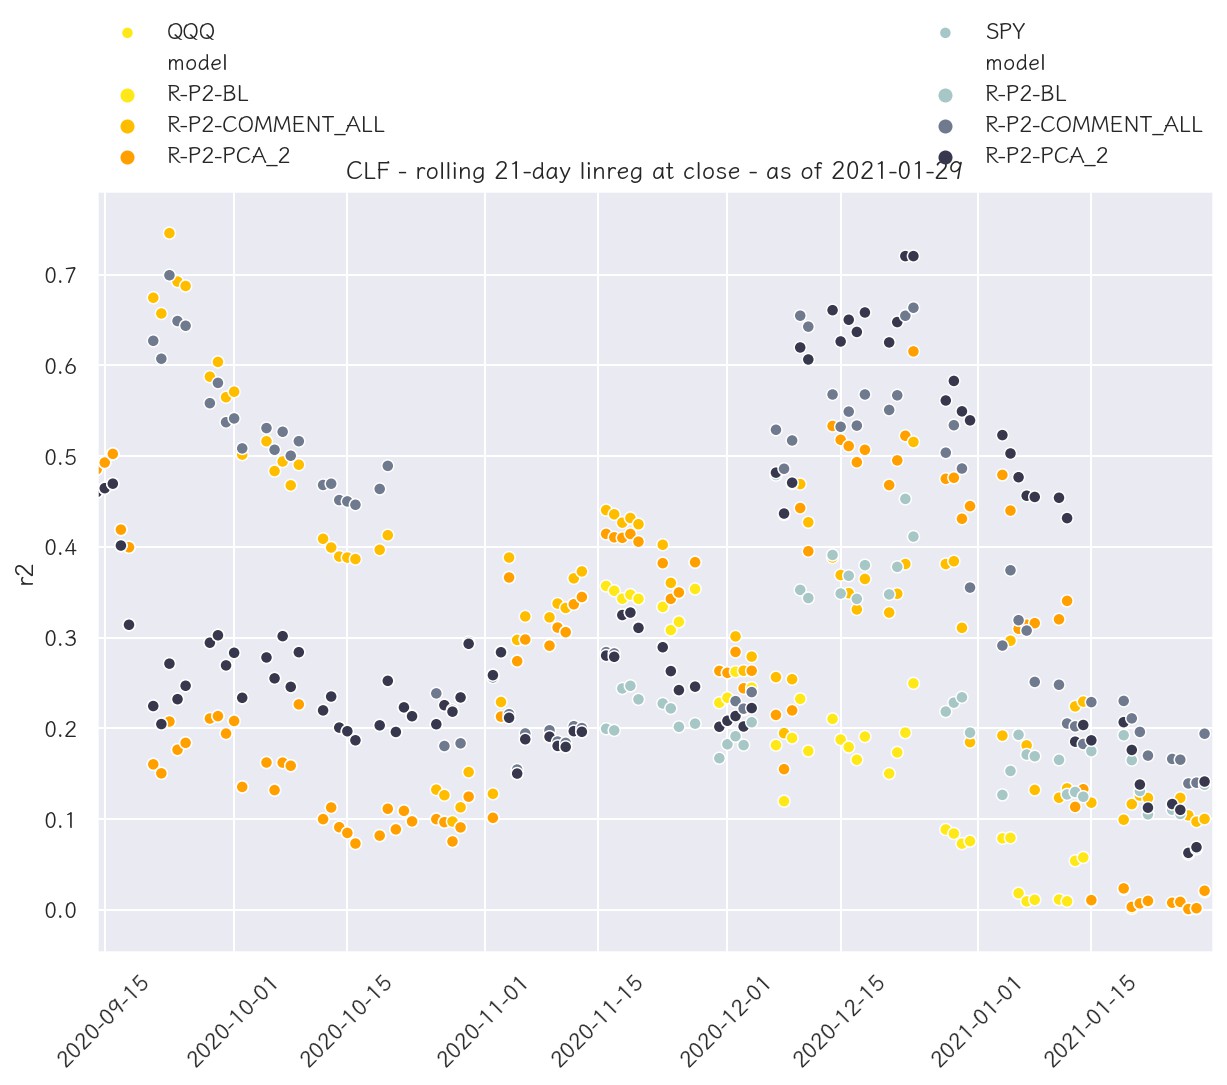 QQQ
model
R-P2-BL
R-P2-COMMENT_ALL
R-P2-PCA_2
SPY
model
R-P2-BL
R-P2-COMMENT_ALL
R-P2-PCA_2
CLF - rolling 21-day linreg at close - as of 2021-01-29
0.7
0.6
0.5
0.4
0.3
0.2
0.1
0.0
r2
2020-09-15
2020-10-01
2020-10-15
2020-11-01
2020-11-15
2020-12-01
2020-12-15
2021-01-01
2021-01-15